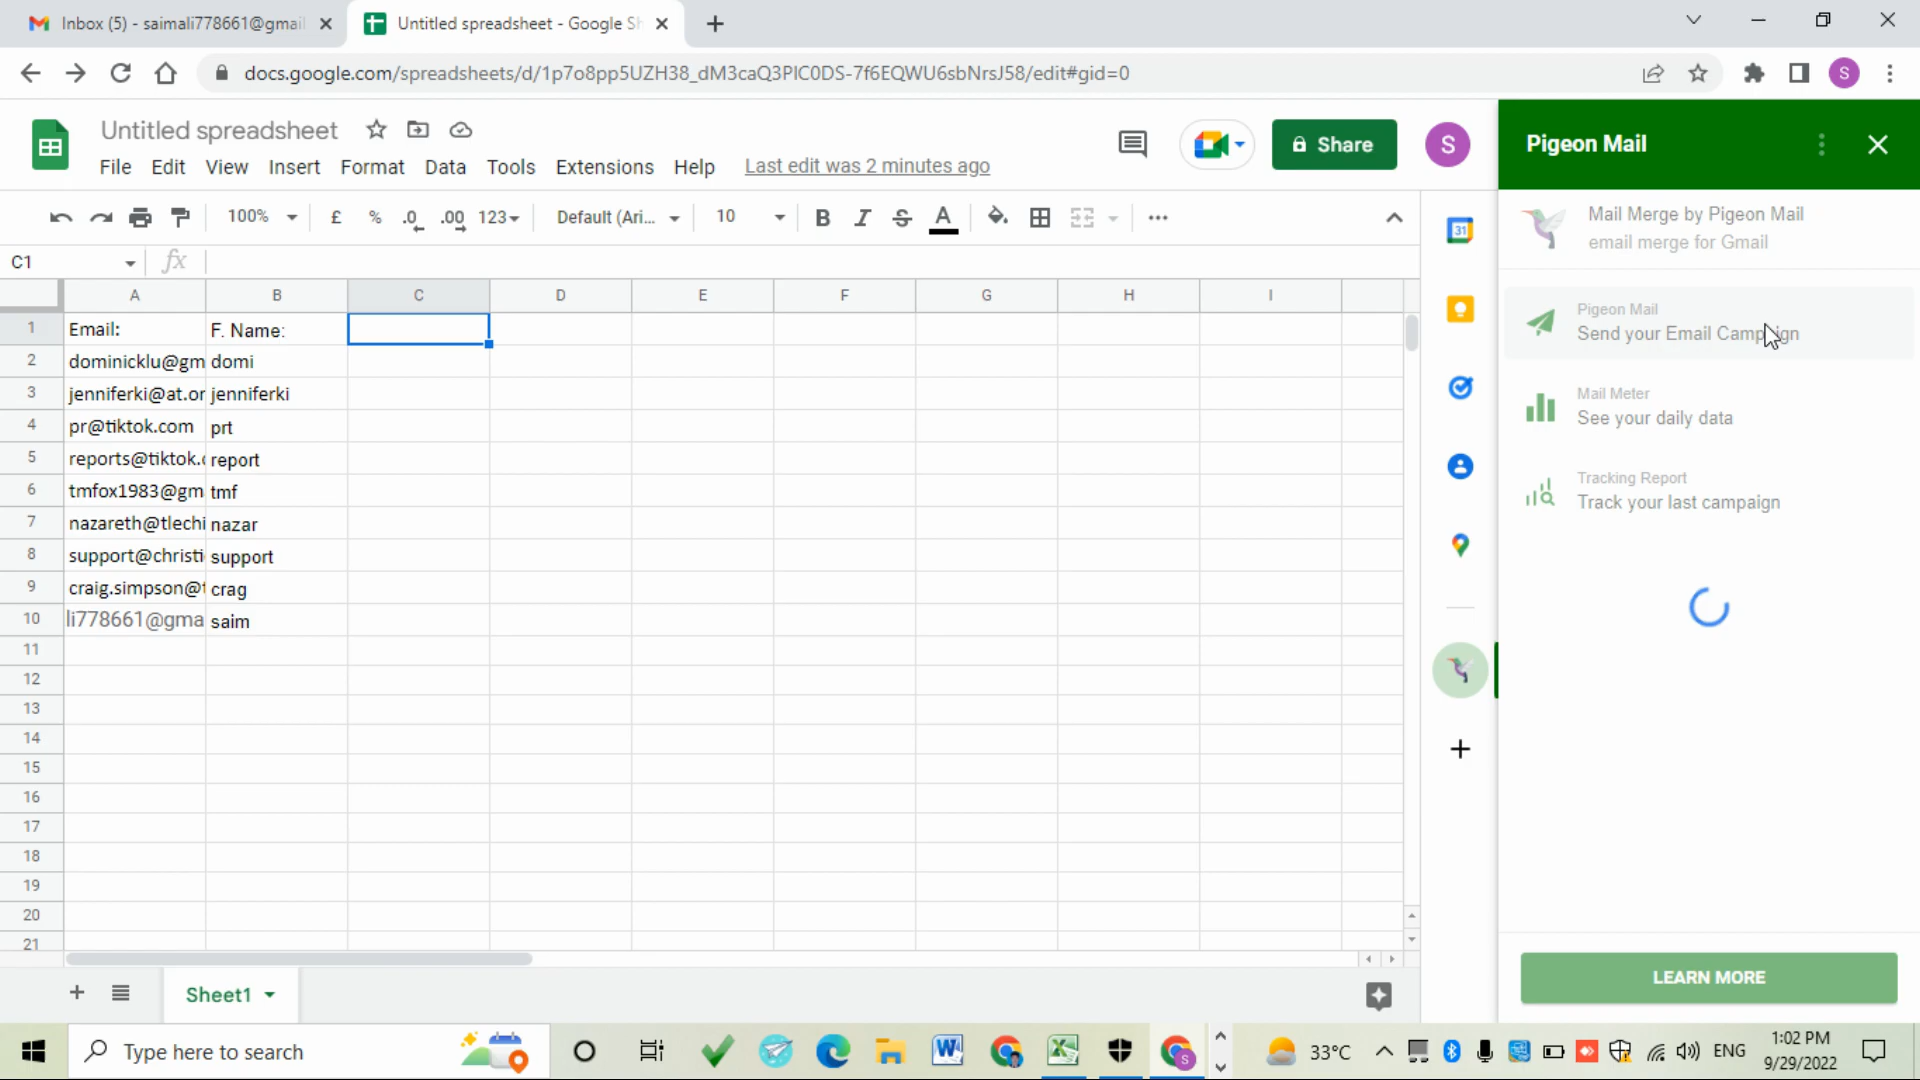 Inbox (5) - saimali778661@gmail
Untitled spreadsheet - Google Sh
docs.google.com/spreadsheets/d/1p7o8pp5UZH38_dM3caQ3PIC0DS-7f6EQWU6sbNrsJ58/edit#gid=0
S
Untitled spreadsheet
File Edit View Insert Format Data Tools Extensions Help Last edit was 2 minutes ago
Share
S
Pigeon Mail
100% £ % .0 .00 123 Default (Ari... 10 B I S A
C1 fx
Mail Merge by Pigeon Mail
email merge for Gmail
A B C D E F G H I
1 Email: F. Name:
2 dominicklu@gm domi
3 jenniferki@at.or jenniferki
4 pr@tiktok.com prt
5 reports@tiktok.c report
6 tmfox1983@gm tmf
7 nazareth@tlechi nazar
8 support@christi support
9 craig.simpson@t crag
10 li778661@gma saim
11
12
13
14
15
16
17
18
19
20
21
31
Pigeon Mail
Send your Email Campaign
Mail Meter
See your daily data
Tracking Report
Track your last campaign
LEARN MORE
Sheet1
Type here to search
33°C
ENG
1:02 PM
9/29/2022